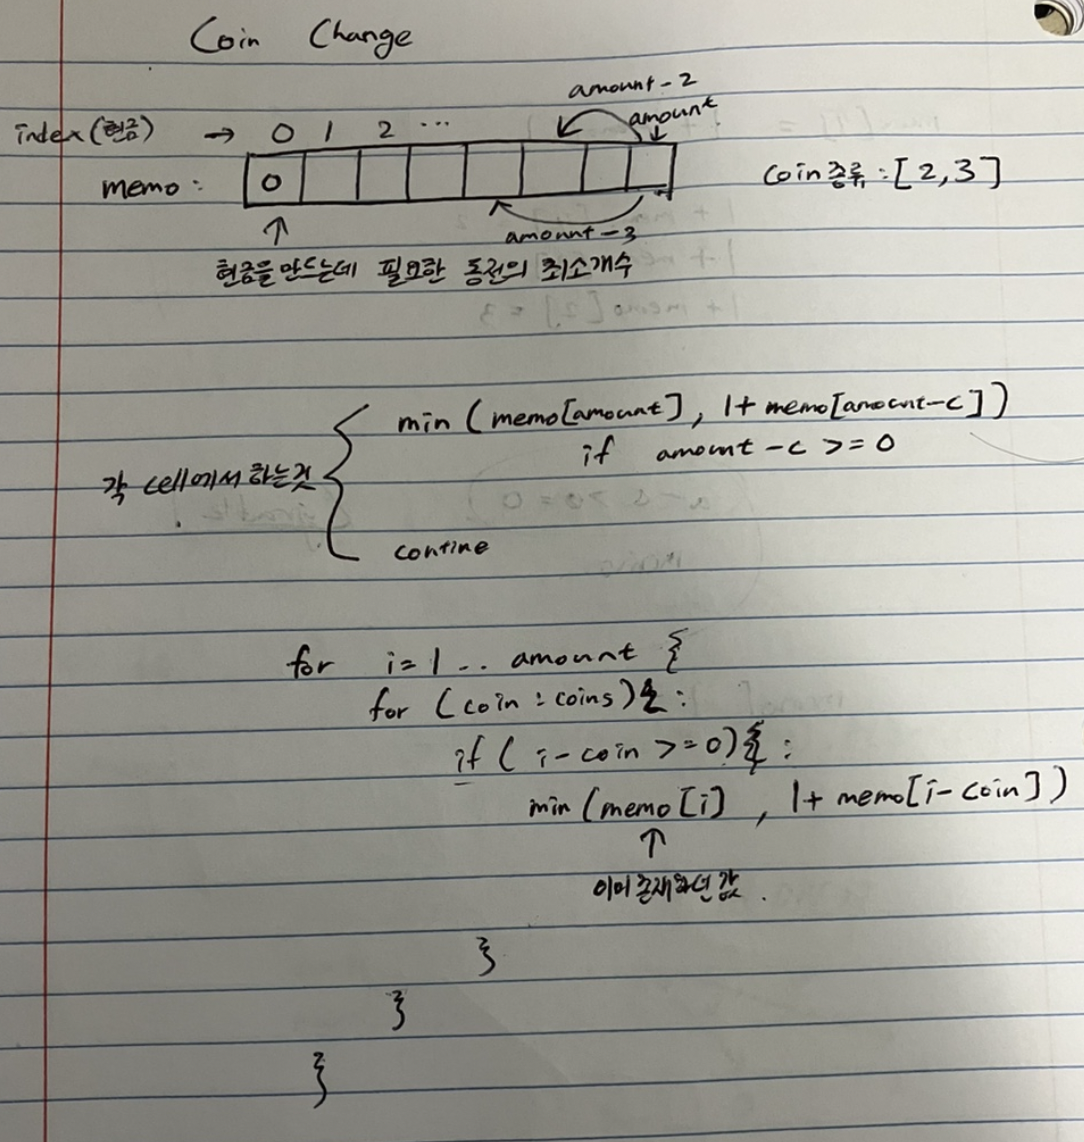 Coin Change
amount-2
index(현금) → 0 1 2 ... amount
memo: 0 Coin종류:[2,3]
amount-3
현금을 만드는데 필요한 동전의 최소개수
min(memo[amount], 1+memo[amount-c])
if amount-c >=0
각 cell에서 하는것
contine
for i=1 .. amount {
for (coin : coins){:
if( i-coin >=0){:
min(memo[i] , 1+ memo[i-coin])
↑
이미 존재하던 값.
}
}
}